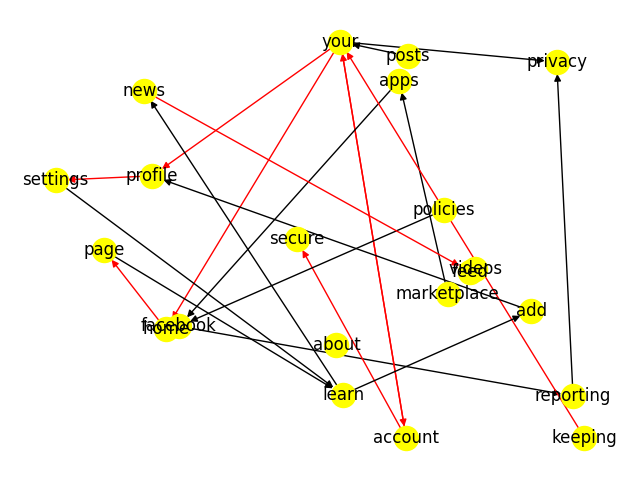 your
posts
privacy
apps
news
settings
profile
policies
secure
page
videos
feed
marketplace
add
facebook
home
about
learn
reporting
account
keeping